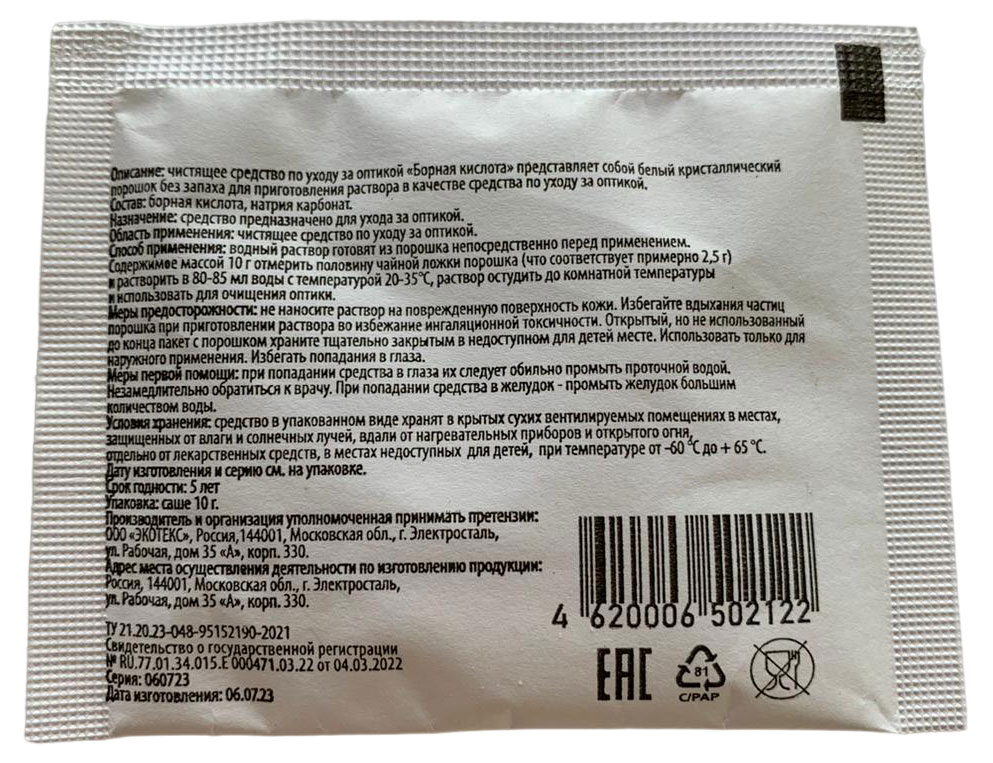 Описание: чистящее средство по уходу за оптикой «Борная кислота» представляет собой белый кристаллический
порошок без запаха для приготовления раствора в качестве средства по уходу за оптикой.
Состав: борная кислота, натрия карбонат.
Назначение: средство предназначено для ухода за оптикой.
Область применения: чистящее средство по уходу за оптикой.
Способ применения: водный раствор готовят из порошка непосредственно перед применением.
Содержимое массой 10 г отмерить половину чайной ложки порошка (что соответствует примерно 2,5 г)
и растворить в 80-85 мл воды с температурой 20-35°С, раствор остудить до комнатной температуры
и использовать для очищения оптики.
Меры предосторожности: не наносите раствор на поврежденную поверхность кожи. Избегайте вдыхания частиц
порошка при приготовлении раствора во избежание ингаляционной токсичности. Открытый, но не использованный
до конца пакет с порошком храните тщательно закрытым в недоступном для детей месте. Использовать только для
наружного применения. Избегать попадания в глаза.
Меры первой помощи: при попадании средства в глаза их следует обильно промыть проточной водой.
Незамедлительно обратиться к врачу. При попадании средства в желудок - промыть желудок большим
количеством воды.
Условия хранения: средство в упакованном виде хранят в крытых сухих вентилируемых помещениях в местах,
защищенных от влаги и солнечных лучей, вдали от нагревательных приборов и открытого огня,
отдельно от лекарственных средств, в местах недоступных для детей, при температуре от -60 °С до + 65 °С.
Дату изготовления и серию см. на упаковке.
Срок годности: 5 лет
Упаковка: саше 10 г.
Производитель и организация уполномоченная принимать претензии:
ООО «ЭКОТЕКС», Россия,144001, Московская обл., г. Электросталь,
ул. Рабочая, дом 35 «А», корп. 330.
Адрес места осуществления деятельности по изготовлению продукции:
Россия, 144001, Московская обл., г. Электросталь,
ул. Рабочая, дом 35 «А», корп. 330.
ТУ 21.20.23-048-95152190-2021
Свидетельство о государственной регистрации
№ RU.77.01.34.015.Е 000471.03.22 от 04.03.2022
Серия: 060723
Дата изготовления: 06.07.23
4 620006 502122
EAC
81
C/PAP